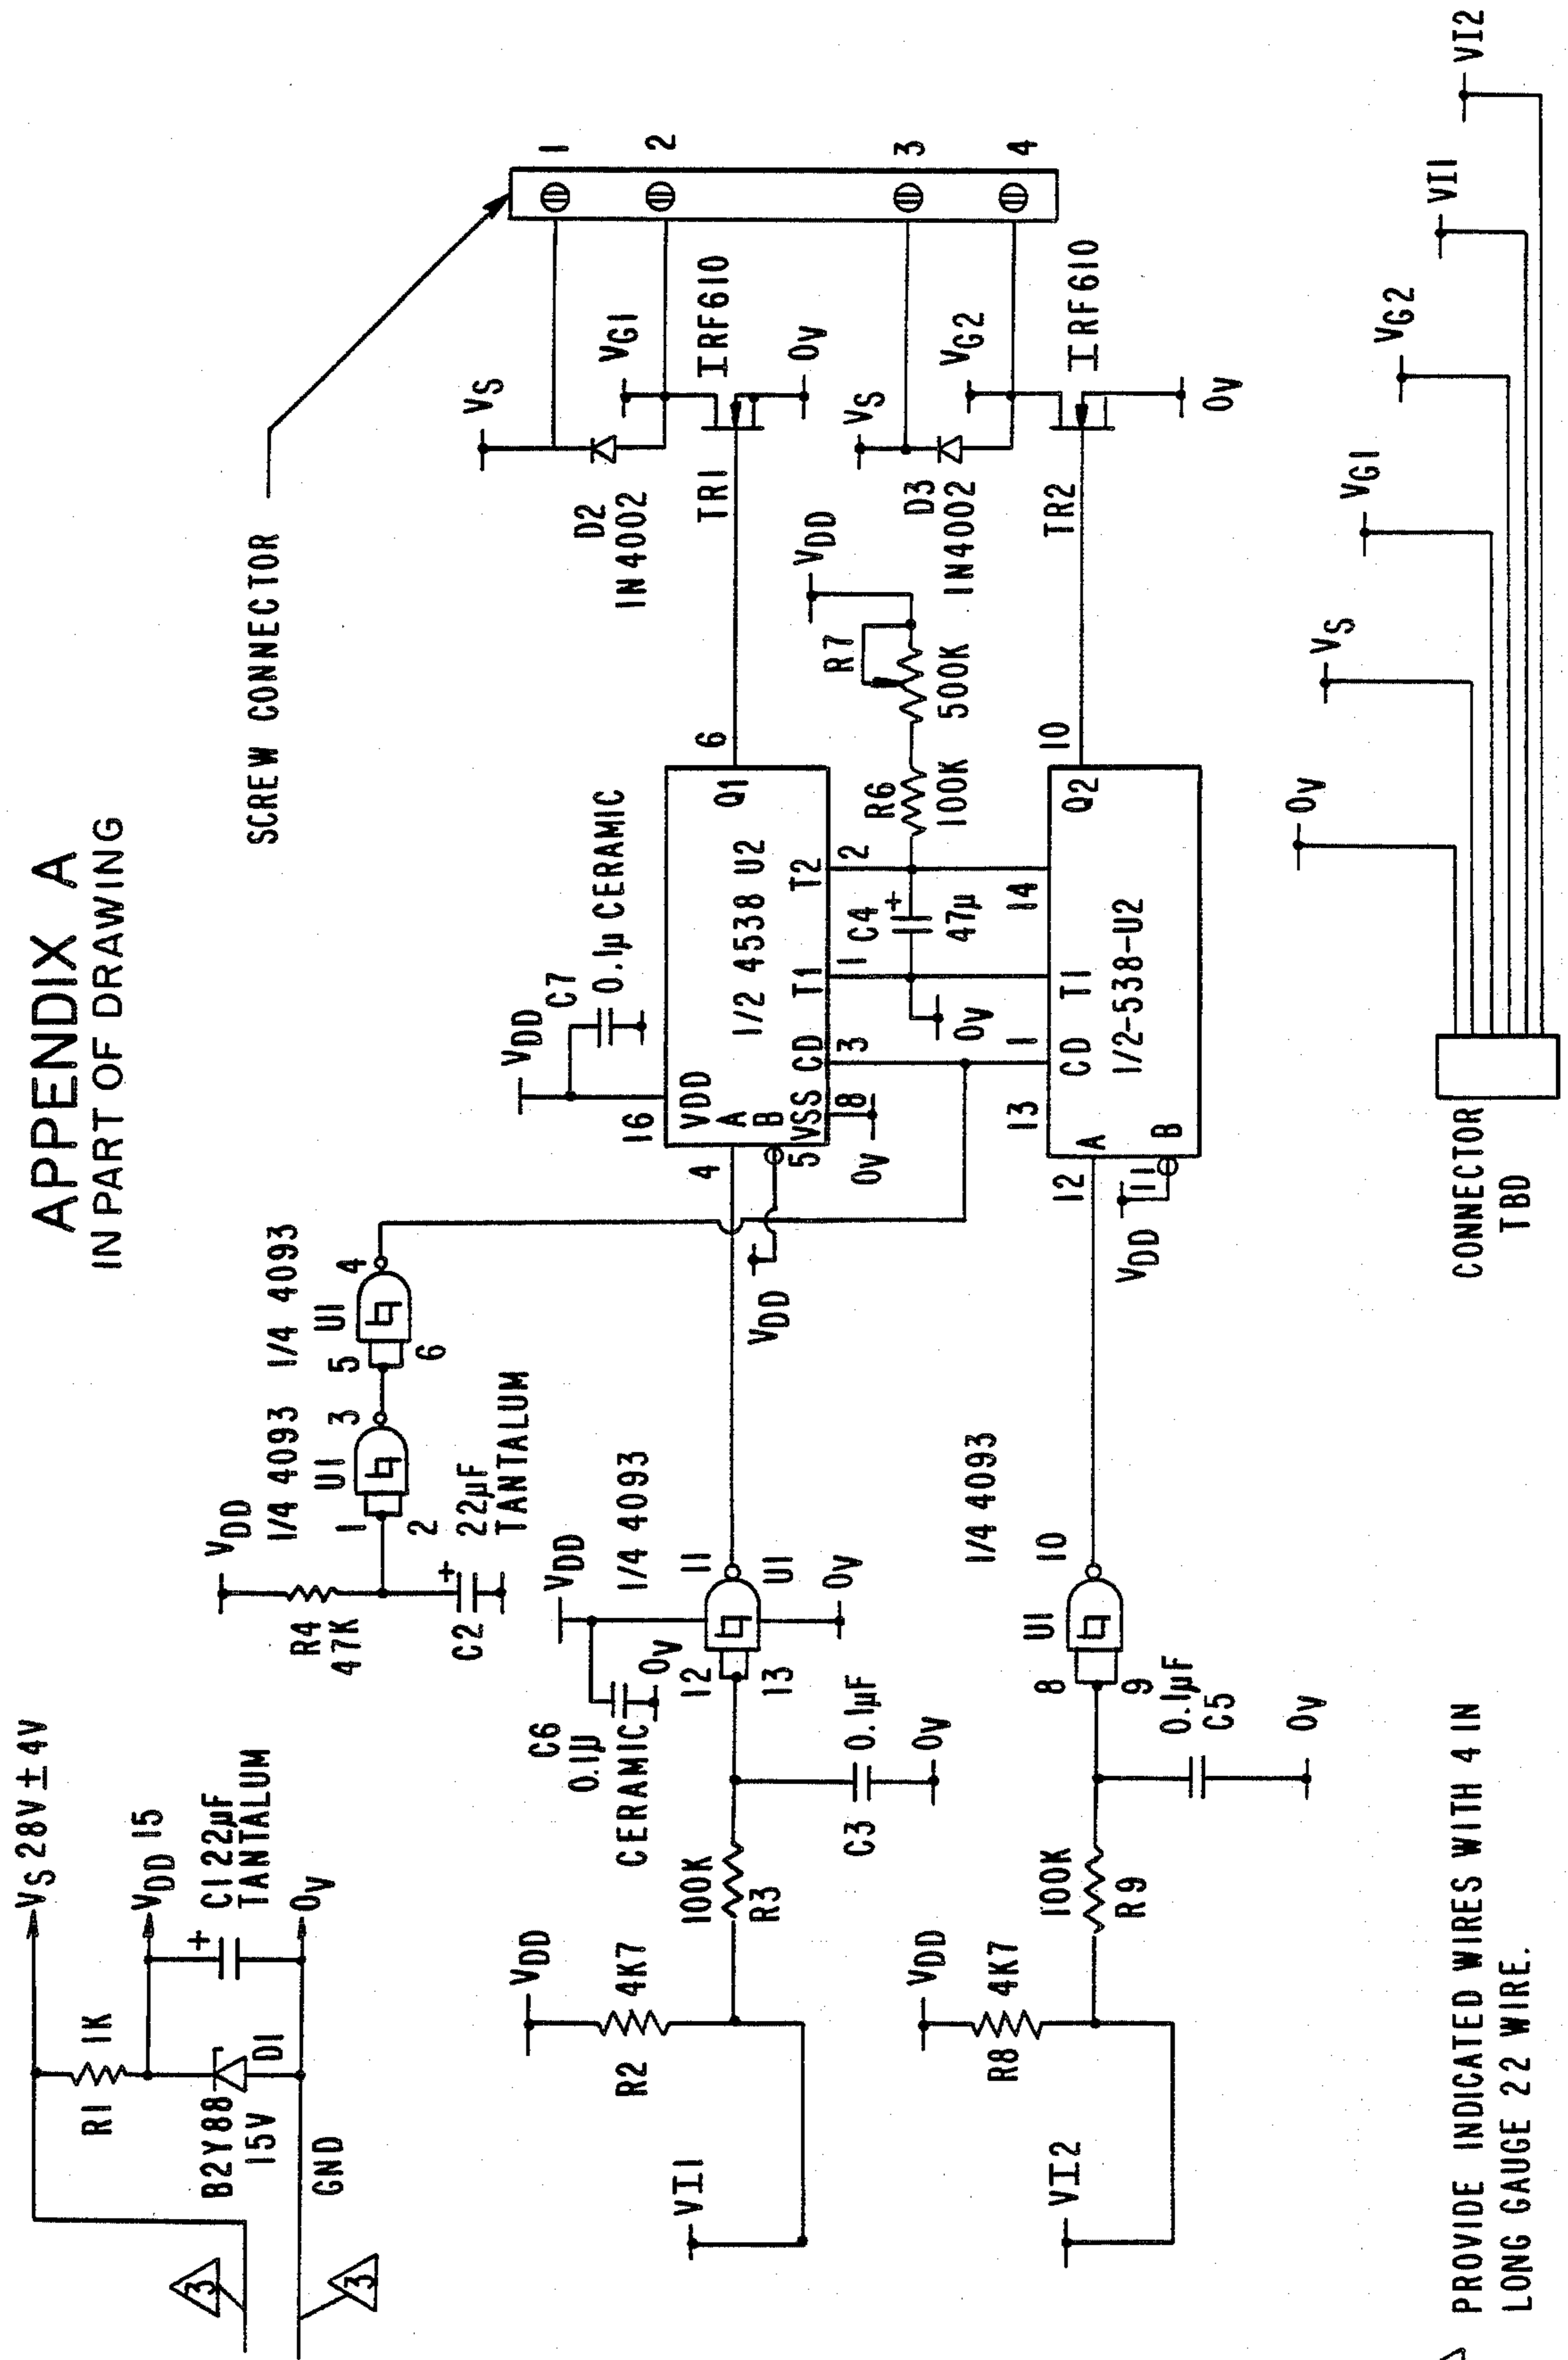 APPENDIX A
IN PART OF DRAWING
VS 28V ± 4V
R1 1K
VDD 15
C1 22µF
TANTALUM
B2Y88
15V
D1
0V
GND
3
3
VDD
R4
47K
C2
22µF
TANTALUM
1/4 4093
U1
1
2
3
1/4 4093
U1
5
6
4
SCREW CONNECTOR
1
2
3
4
VDD
R2
4K7
VI1
100K
R3
C3
0.1µF
0V
C6
0.1µ
CERAMIC
0V
VDD
1/4 4093
12
13
11
U1
0V
VDD
C7
0.1µ CERAMIC
16
VDD
4
A
B
5
VSS
8
0V
CD
3
1/2 4538 U2
T1
1
T2
2
Q1
6
VDD
C4
+
47µ
0V
R6
100K
R7
500K
VDD
VS
D2
1N4002
VG1
TR1
IRF610
0V
VS
D3
1N4002
VG2
TR2
IRF610
0V
VDD
R8
4K7
VI2
100K
R9
0.1µF
C5
0V
1/4 4093
U1
8
9
10
12
A
11
B
VDD
13
CD
1
T1
14
1/2-538-U2
Q2
10
CONNECTOR
TBD
0V
VS
VG1
VG2
VI1
VI2
PROVIDE INDICATED WIRES WITH 4 IN
LONG GAUGE 22 WIRE.